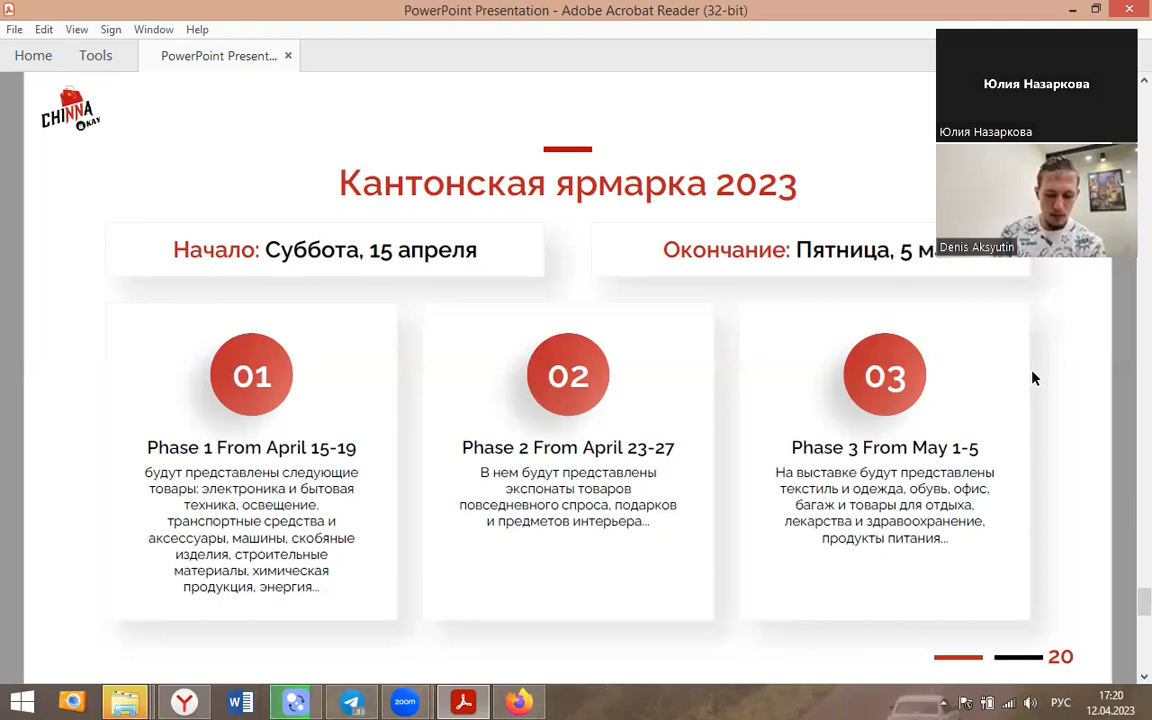 PowerPoint Presentation - Adobe Acrobat Reader (32-bit)
File Edit View Sign Window Help
Home Tools PowerPoint Present...
Юлия Назаркова
Юлия Назаркова
CHINNA
OKAY
Кантонская ярмарка 2023
Начало: Суббота, 15 апреля
Окончание: Пятница, 5
Denis Aksyutin
01
Phase 1 From April 15-19
будут представлены следующие
товары: электроника и бытовая
техника, освещение,
транспортные средства и
аксессуары, машины, скобяные
изделия, строительные
материалы, химическая
продукция, энергия...
02
Phase 2 From April 23-27
В нем будут представлены
экспонаты товаров
повседневного спроса, подарков
и предметов интерьера...
03
Phase 3 From May 1-5
На выставке будут представлены
текстиль и одежда, обувь, офис,
багаж и товары для отдыха,
лекарства и здравоохранение,
продукты питания...
20
zoom
РУС
17:20
12.04.2023